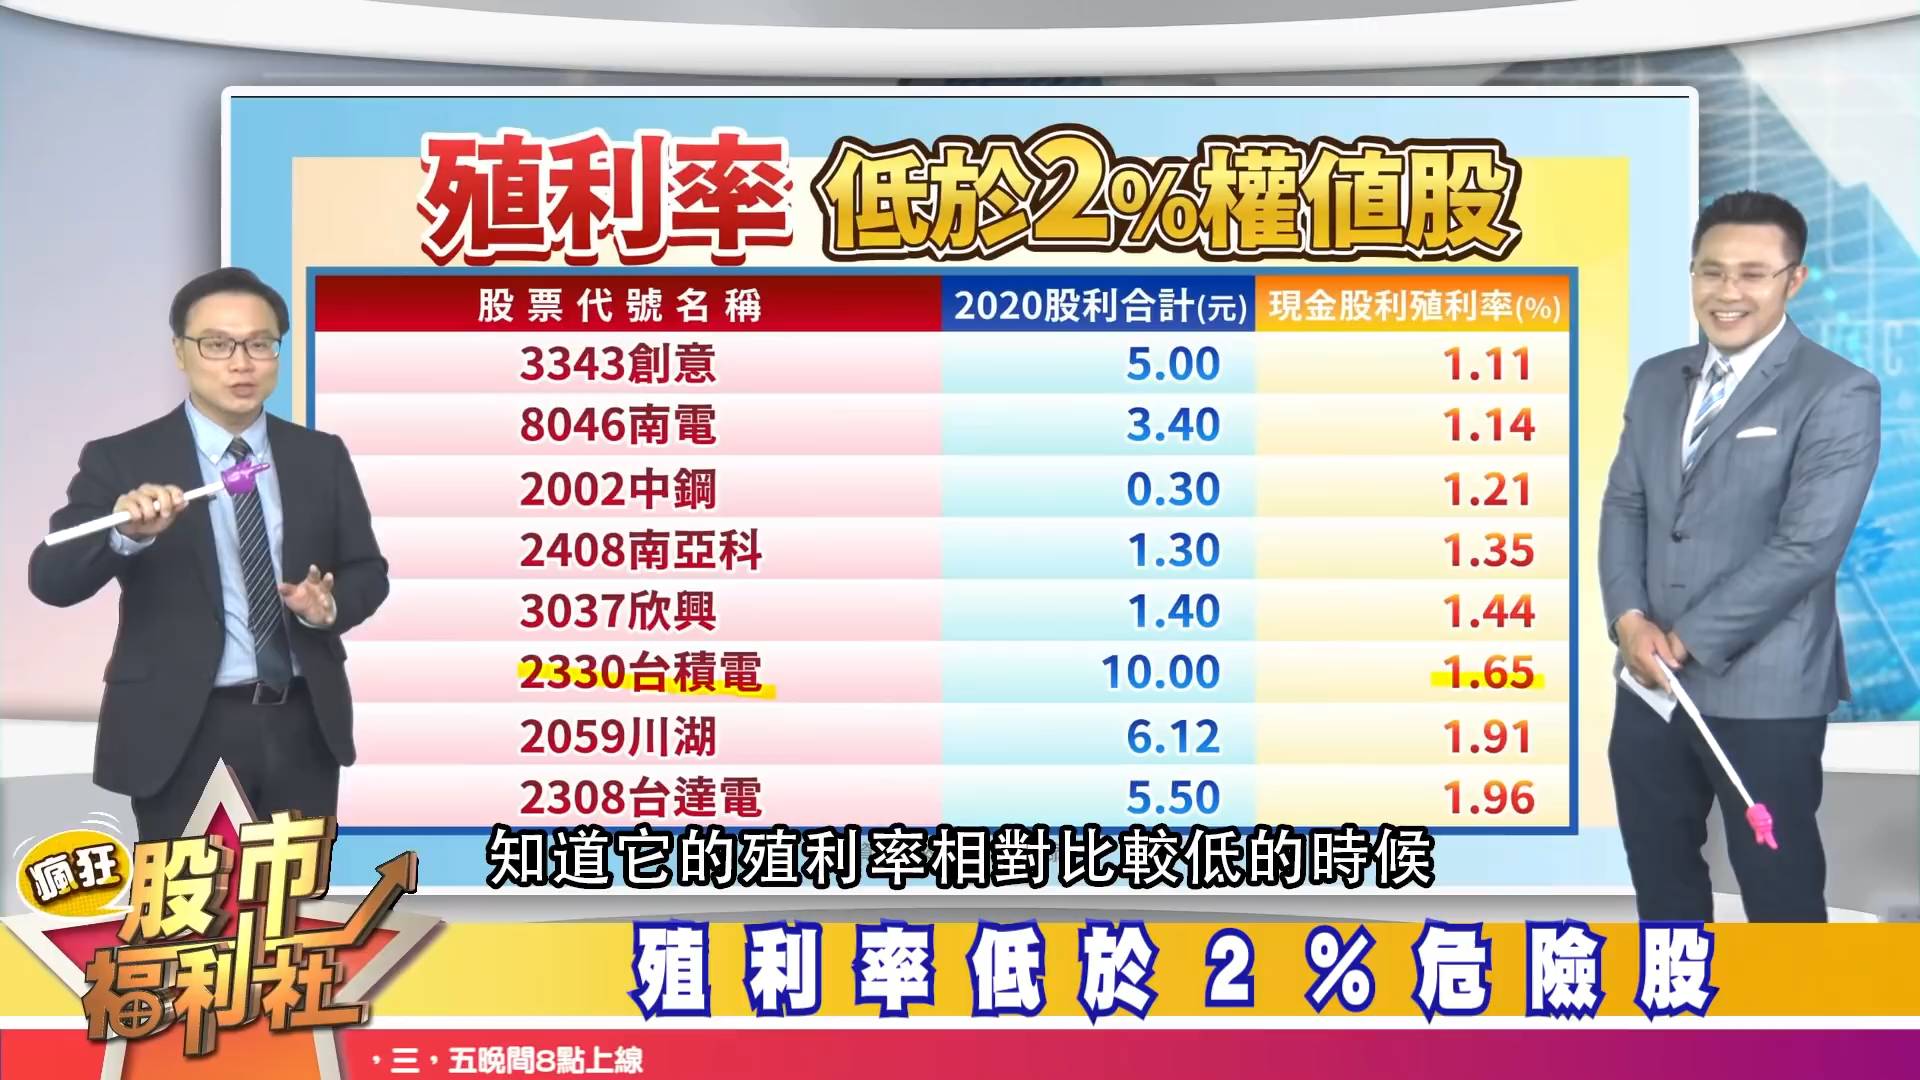 殖利率 低於2%權值股
股票代號名稱 2020股利合計(元) 現金股利殖利率(%)
3343創意 5.00 1.11
8046南電 3.40 1.14
2002中鋼 0.30 1.21
2408南亞科 1.30 1.35
3037欣興 1.40 1.44
2330台積電 10.00 1.65
2059川湖 6.12 1.91
2308台達電 5.50 1.96
知道它的殖利率相對比較低的時候
瘋狂
股市
福利社
殖利率低於2%危險股
，三，五晚間8點上線